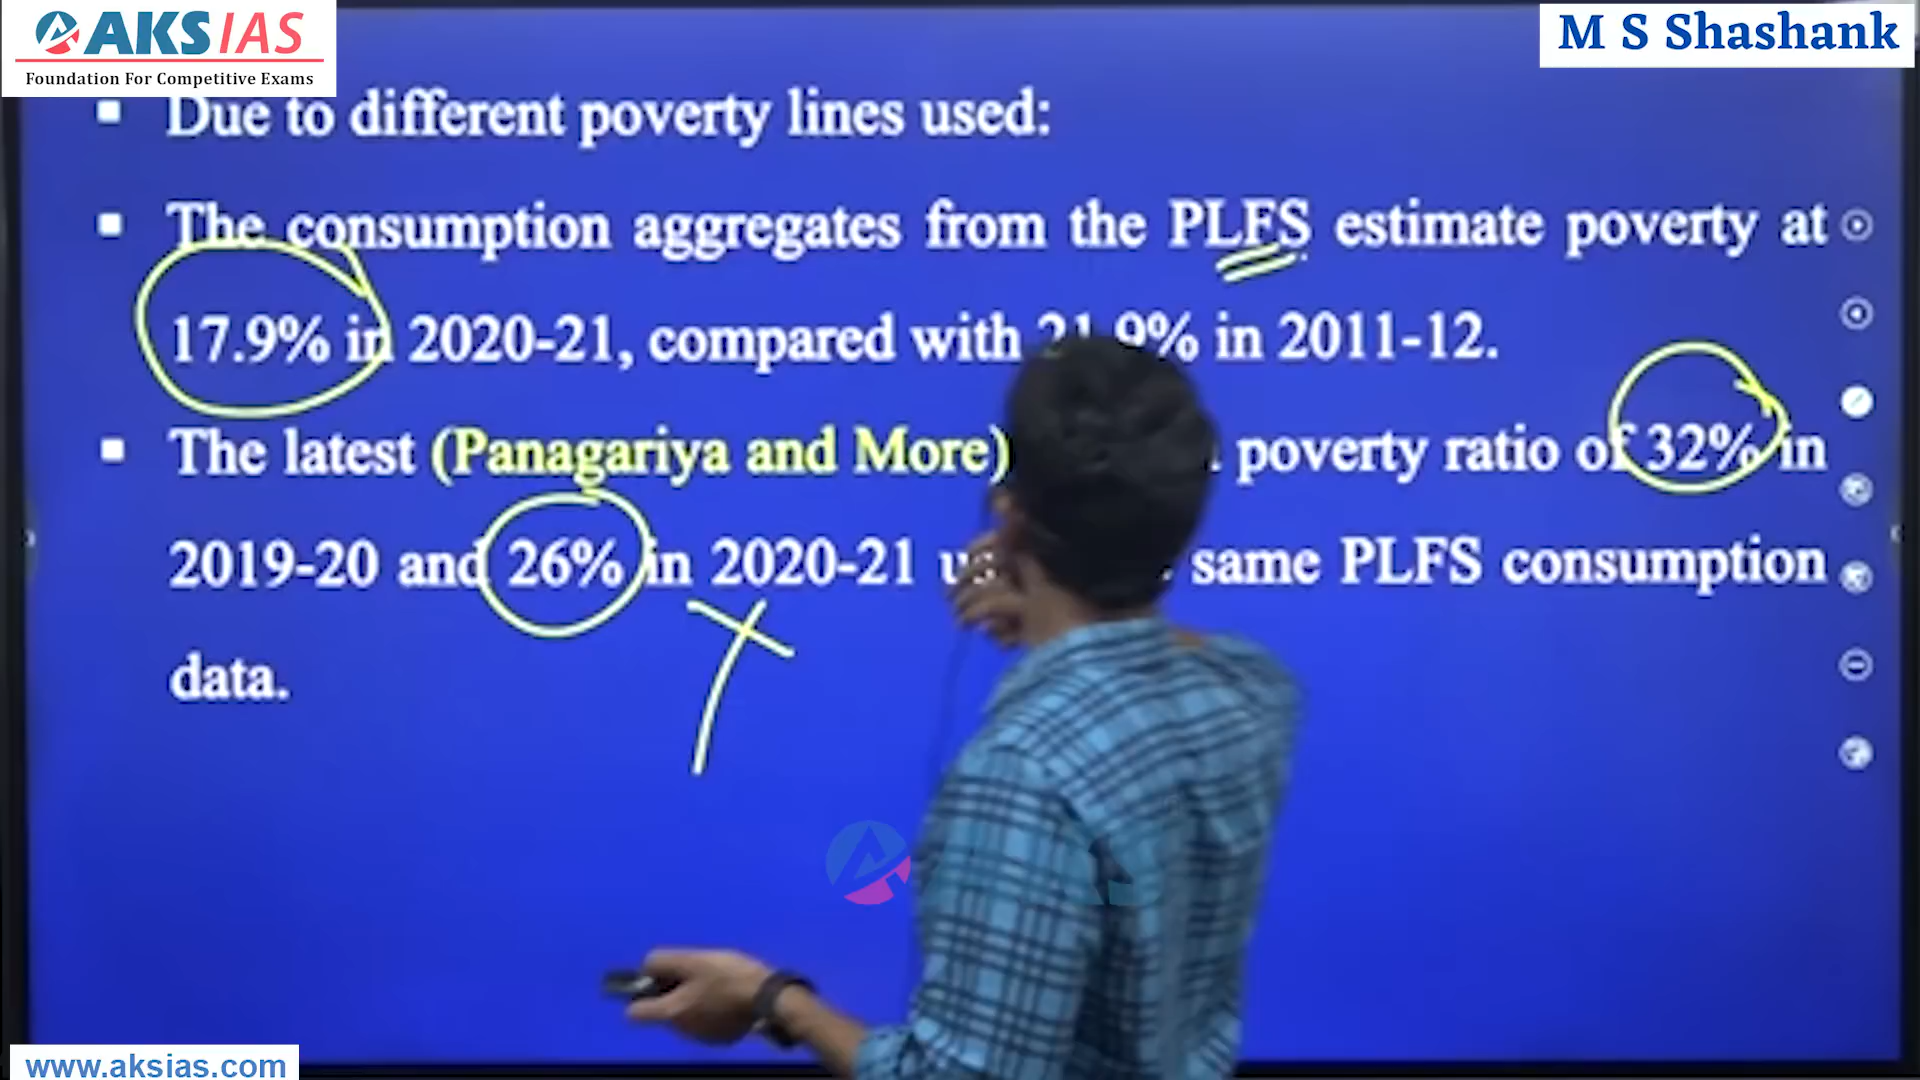 AKS IAS
Foundation For Competitive Exams
M S Shashank
Due to different poverty lines used:
The consumption aggregates from the PLFS estimate poverty at
17.9% in 2020-21, compared with 21.9% in 2011-12.
The latest (Panagariya and More) poverty ratio of 32% in
2019-20 and 26% in 2020-21 same PLFS consumption
data.
www.aksias.com